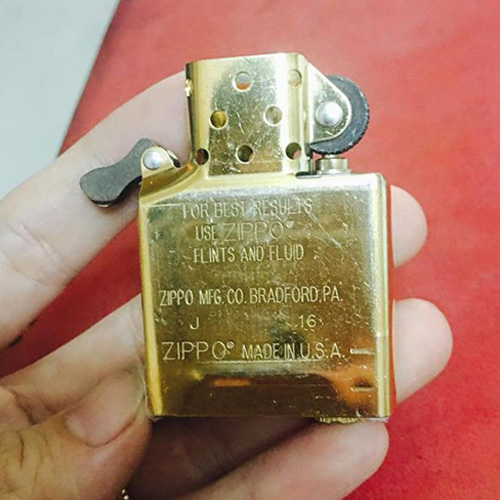 FOR BEST RESULTS
USE ZIPPO®
FLINTS AND FLUID
ZIPPO MFG. CO. BRADFORD, PA.
J 16
ZIPPO® MADE IN U.S.A.